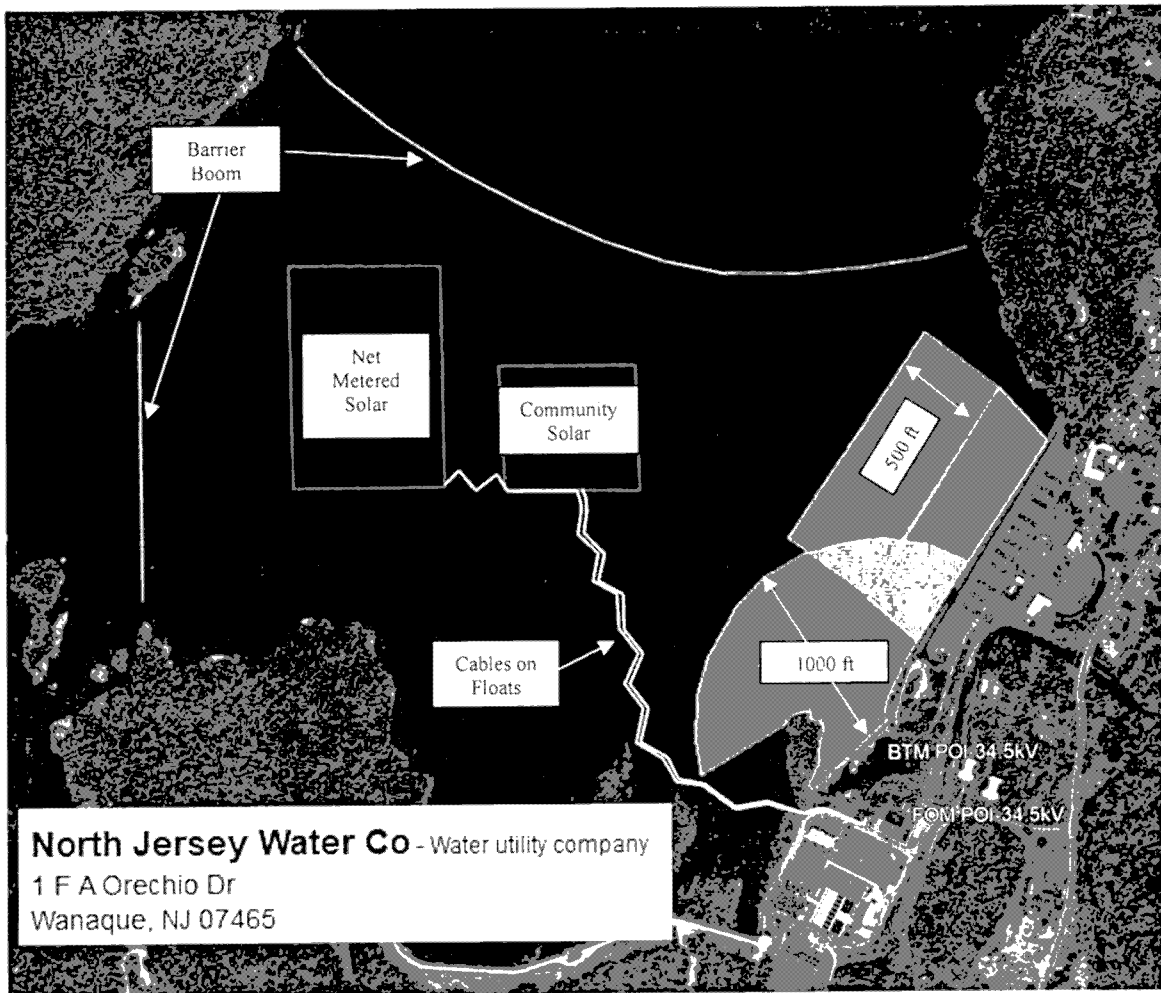 Barrier
Boom
Net
Metered
Solar
Community
Solar
500 ft
1000 ft
Cables on
Floats
BTM POI-34.5kV
FOM POI-34.5kV
North Jersey Water Co - Water utility company
1 F A Orechio Dr
Wanaque, NJ 07465